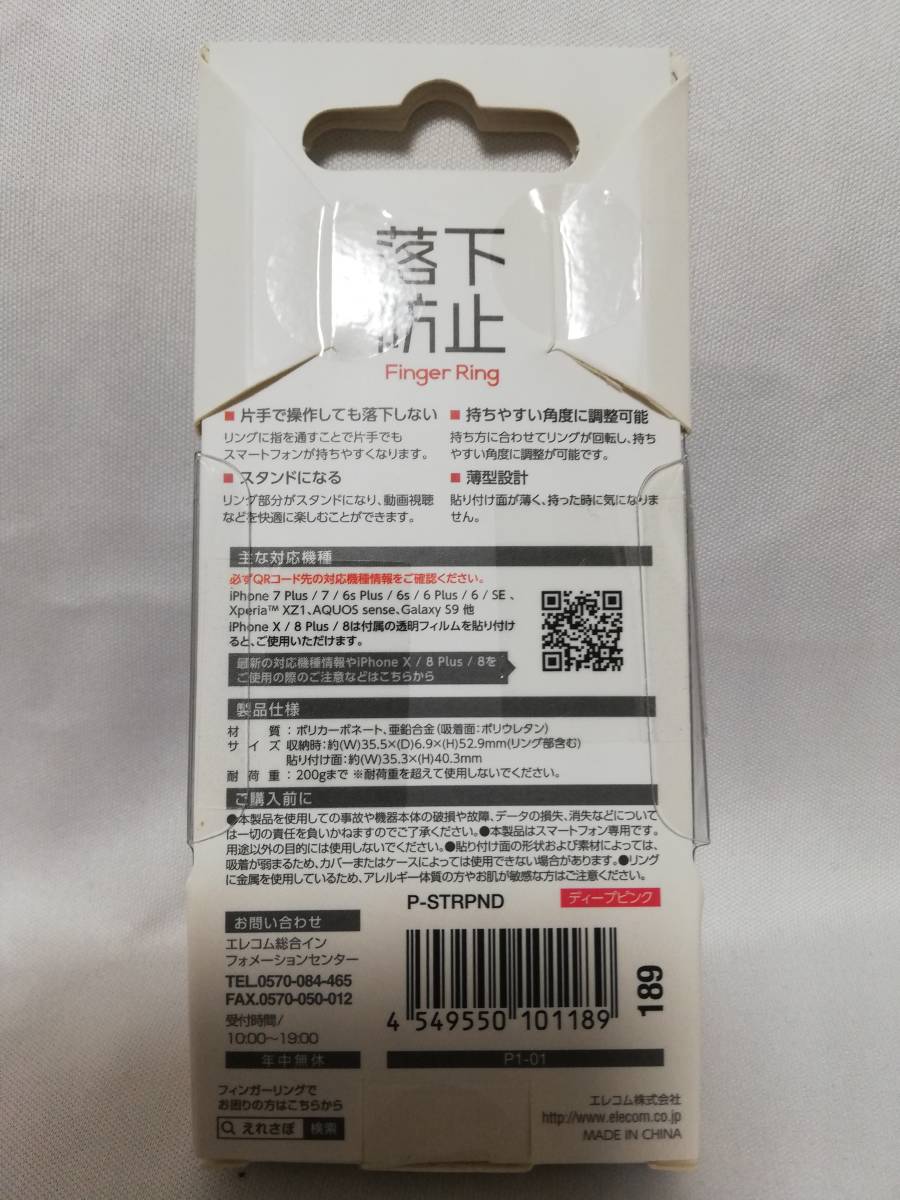 落下
防止
Finger Ring
■ 片手で操作しても落下しない
リングに指を通すことで片手でも
スマートフォンが持ちやすくなります。
■ 持ちやすい角度に調整可能
持ち方に合わせてリングが回転し、持ち
やすい角度に調整が可能です。
■ スタンドになる
リング部分がスタンドになり、動画視聴
などを快適に楽しむことができます。
■ 薄型設計
貼り付け面が薄く、持った時に気になりま
せん。
主な対応機種
必ずQRコード先の対応機種情報をご確認ください。
iPhone 7 Plus / 7 / 6s Plus / 6s / 6 Plus / 6 / SE 、
Xperia™ XZ1、AQUOS sense、Galaxy S9 他
iPhone X / 8 Plus / 8は付属の透明フィルムを貼り付け
ると、ご使用いただけます。
最新の対応機種情報やiPhone X / 8 Plus / 8を
ご使用の際のご注意などはこちらから
製品仕様
材 質 : ポリカーボネート、亜鉛合金(吸着面:ポリウレタン)
サ イ ズ 収納時:約(W)35.5×(D)6.9×(H)52.9mm(リング部含む)
貼り付け面:約(W)35.3×(H)40.3mm
耐 荷 重 : 200gまで ※耐荷重を超えて使用しないでください。
ご購入前に
●本製品を使用しての事故や機器本体の破損や故障、データの損失、消失などについて
は一切の責任を負いかねますのでご了承ください。●本製品はスマートフォン専用です。
用途以外の目的には使用しないでください。●貼り付け面の形状および素材によっては、
吸着が弱まるため、カバーまたはケースによっては使用できない場合があります。●リング
に金属を使用しているため、アレルギー体質の方やお肌が敏感な方はご注意ください。
P-STRPND
ディープピンク
お問い合わせ
エレコム総合イン
フォメーションセンター
TEL.0570-084-465
FAX.0570-050-012
受付時間/
10:00~19:00
年中無休
4 549550 101189
189
P1-01
フィンガーリングで
お困りの方はこちらから
えれさぽ 検索
エレコム株式会社
http://www.elecom.co.jp
MADE IN CHINA